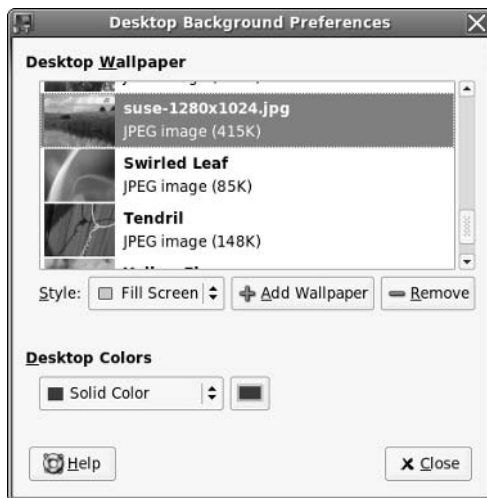 Desktop Background Preferences
Desktop Wallpaper
suse-1280x1024.jpg
JPEG image (415K)
Swirled Leaf
JPEG image (85K)
Tendril
JPEG image (148K)
Style: Fill Screen Add Wallpaper Remove
Desktop Colors
Solid Color
Help Close